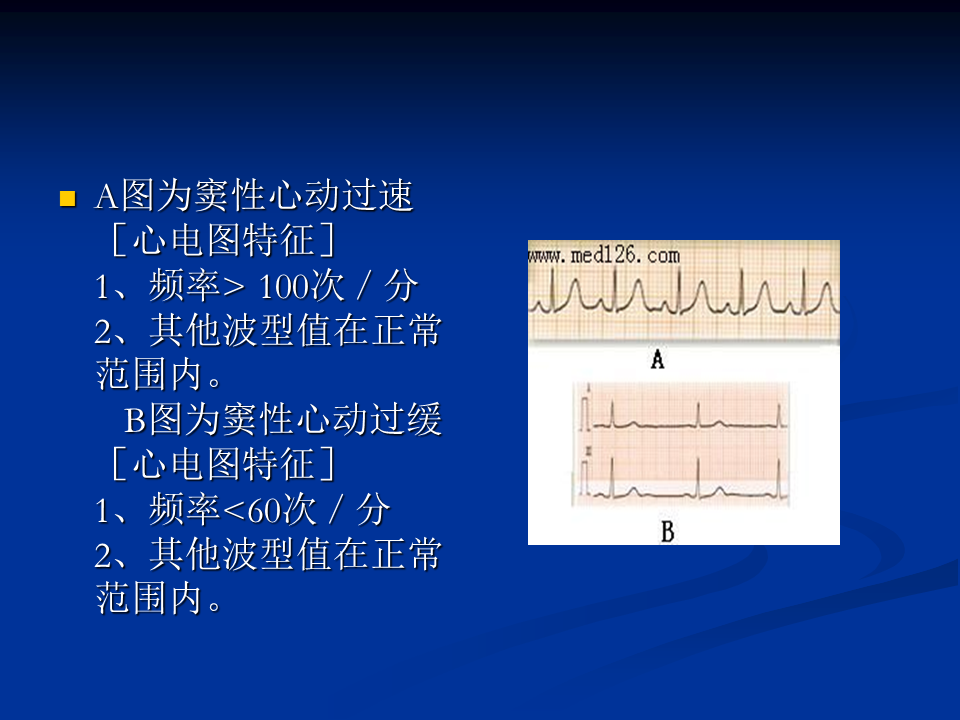 A图为窦性心动过速
［心电图特征］
1、频率> 100次／分
2、其他波型值在正常
范围内。
B图为窦性心动过缓
［心电图特征］
1、频率<60次／分
2、其他波型值在正常
范围内。
www.med126.com
A
B